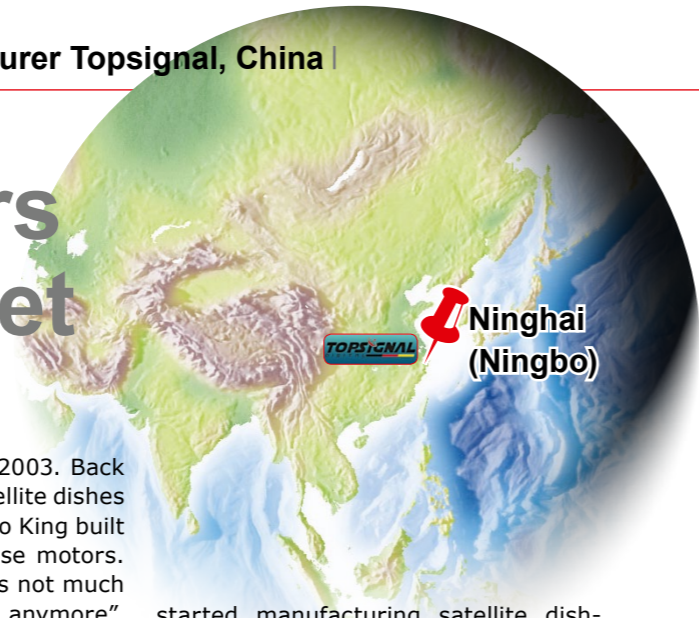 urer Topsignal, China |
rs
et
TOPSIGNAL
Ninghai
(Ningbo)
2003. Back
ellite dishes
o King built
se motors.
s not much
anymore”
started manufacturing satellite dish-